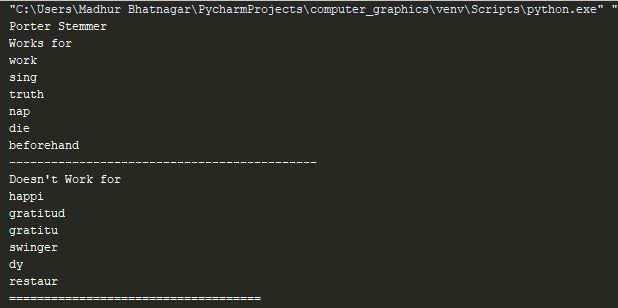 "C:\Users\Madhur Bhatnagar\PycharmProjects\computer_graphics\venv\Scripts\python.exe" "
Porter Stemmer
Works for
work
sing
truth
nap
die
beforehand
--------------------------------------------
Doesn't Work for
happi
gratitud
gratitu
swinger
dy
restaur
====================================